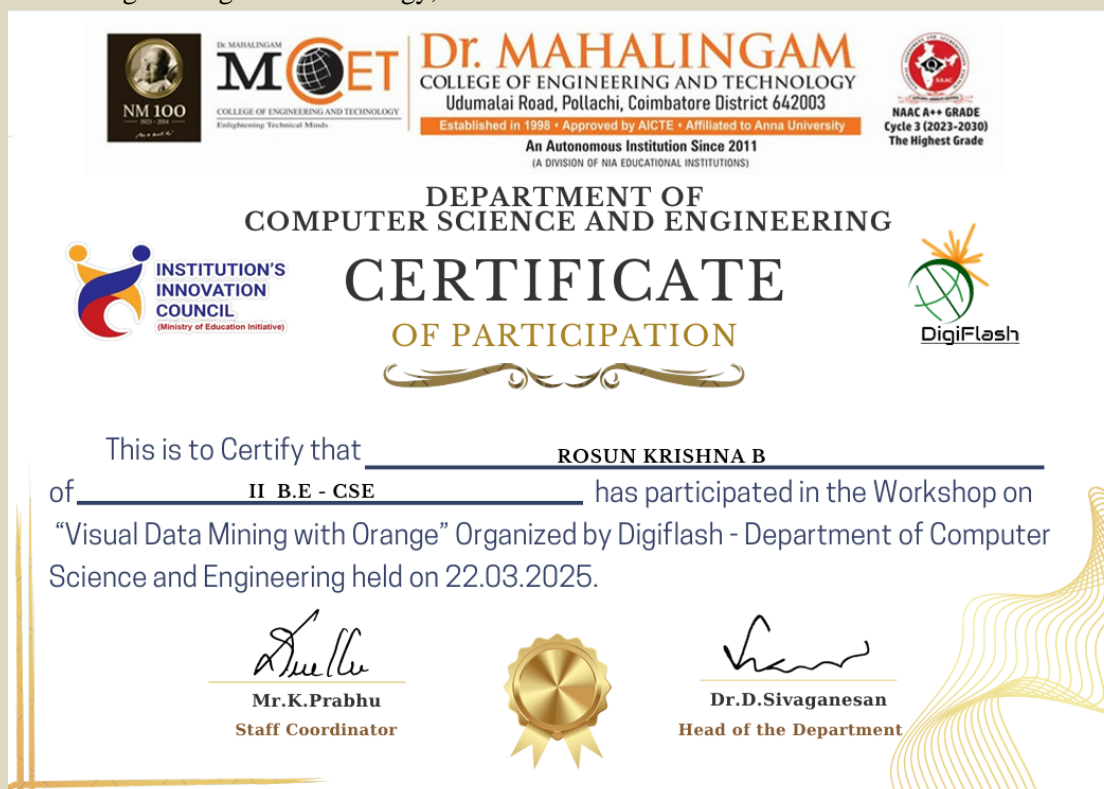 NM 100
1923 - 2014
Dr. MAHALINGAM
MCET
COLLEGE OF ENGINEERING AND TECHNOLOGY
Enlightening Technical Minds
Dr. MAHALINGAM
COLLEGE OF ENGINEERING AND TECHNOLOGY
Udumalai Road, Pollachi, Coimbatore District 642003
Established in 1998 • Approved by AICTE • Affiliated to Anna University
An Autonomous Institution Since 2011
(A DIVISION OF NIA EDUCATIONAL INSTITUTIONS)
NAAC A++ GRADE
Cycle 3 (2023-2030)
The Highest Grade
DEPARTMENT OF
COMPUTER SCIENCE AND ENGINEERING
INSTITUTION'S
INNOVATION
COUNCIL
(Ministry of Education Initiative)
CERTIFICATE
OF PARTICIPATION
DigiFlash
This is to Certify that ROSUN KRISHNA B
of II B.E - CSE has participated in the Workshop on
“Visual Data Mining with Orange” Organized by Digiflash - Department of Computer
Science and Engineering held on 22.03.2025.
Mr.K.Prabhu
Staff Coordinator
Dr.D.Sivaganesan
Head of the Department